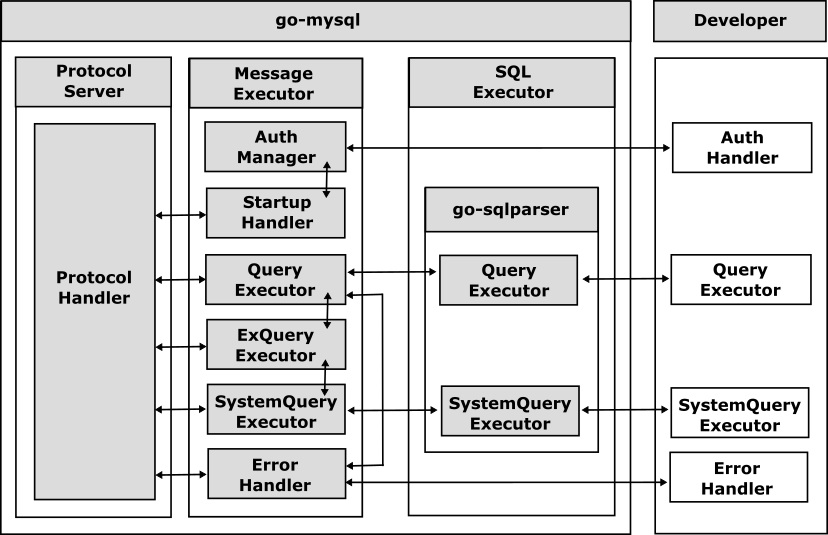 go-mysql
Developer
Protocol
Server
Message
Executor
SQL
Executor
Protocol
Handler
Auth
Manager
Startup
Handler
Query
Executor
ExQuery
Executor
SystemQuery
Executor
Error
Handler
go-sqlparser
Query
Executor
SystemQuery
Executor
Auth
Handler
Query
Executor
SystemQuery
Executor
Error
Handler